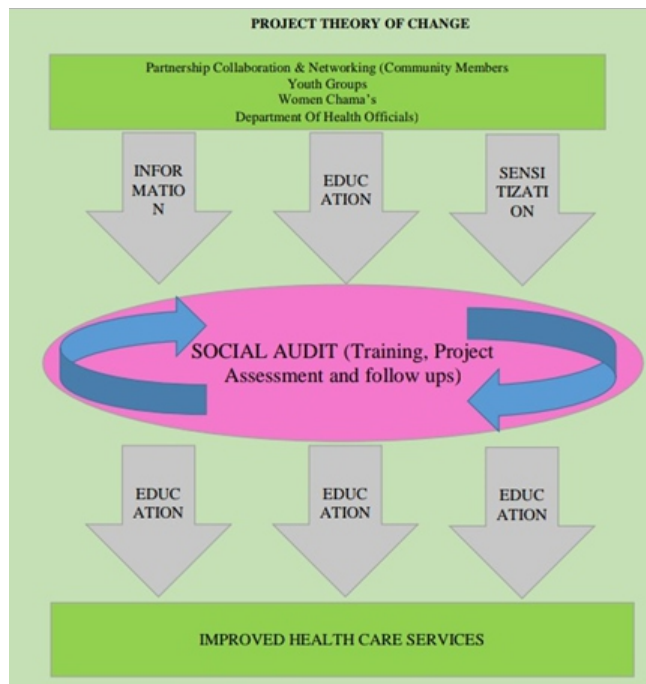 PROJECT THEORY OF CHANGE
Partnership Collaboration & Networking (Community Members
Youth Groups
Women Chama's
Department Of Health Officials)
INFOR
MATIO
N
EDUC
ATION
SENSI
TIZATI
ON
SOCIAL AUDIT (Training, Project
Assessment and follow ups)
EDUC
ATION
EDUC
ATION
EDUC
ATION
IMPROVED HEALTH CARE SERVICES